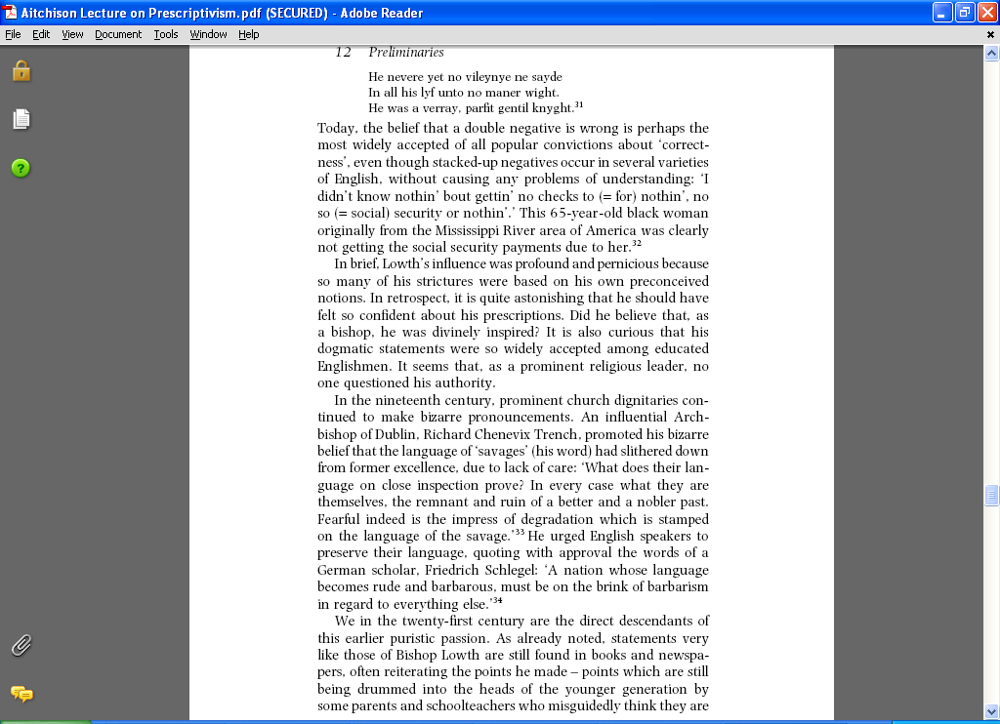 Aitchison Lecture on Prescriptivism.pdf (SECURED) - Adobe Reader
File Edit View Document Tools Window Help
12 Preliminaries
He nevere yet no vileynye ne sayde
In all his lyf unto no maner wight.
He was a verray, parfit gentil knyght.31
Today, the belief that a double negative is wrong is perhaps the
most widely accepted of all popular convictions about ‘correct-
ness’, even though stacked-up negatives occur in several varieties
of English, without causing any problems of understanding: ‘I
didn’t know nothin’ bout gettin’ no checks to (= for) nothin’, no
so (= social) security or nothin’.’ This 65-year-old black woman
originally from the Mississippi River area of America was clearly
not getting the social security payments due to her.32
In brief, Lowth’s influence was profound and pernicious because
so many of his strictures were based on his own preconceived
notions. In retrospect, it is quite astonishing that he should have
felt so confident about his prescriptions. Did he believe that, as
a bishop, he was divinely inspired? It is also curious that his
dogmatic statements were so widely accepted among educated
Englishmen. It seems that, as a prominent religious leader, no
one questioned his authority.
In the nineteenth century, prominent church dignitaries con-
tinued to make bizarre pronouncements. An influential Arch-
bishop of Dublin, Richard Chenevix Trench, promoted his bizarre
belief that the language of ‘savages’ (his word) had slithered down
from former excellence, due to lack of care: ‘What does their lan-
guage on close inspection prove? In every case what they are
themselves, the remnant and ruin of a better and a nobler past.
Fearful indeed is the impress of degradation which is stamped
on the language of the savage.’33 He urged English speakers to
preserve their language, quoting with approval the words of a
German scholar, Friedrich Schlegel: ‘A nation whose language
becomes rude and barbarous, must be on the brink of barbarism
in regard to everything else.’34
We in the twenty-first century are the direct descendants of
this earlier puristic passion. As already noted, statements very
like those of Bishop Lowth are still found in books and newspa-
pers, often reiterating the points he made – points which are still
being drummed into the heads of the younger generation by
some parents and schoolteachers who misguidedly think they are